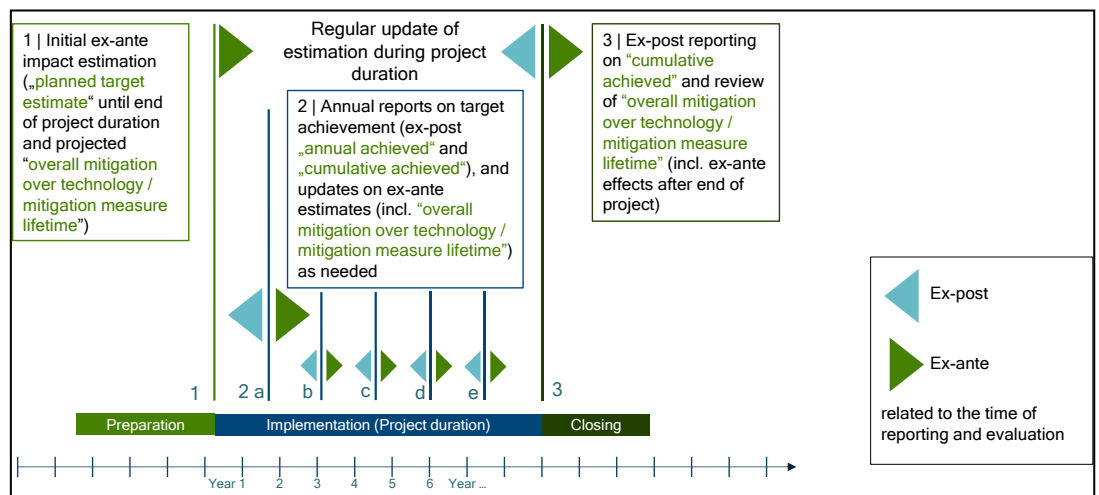 1 | Initial ex-ante
impact estimation
(„planned target
estimate“ until end
of project duration
and projected
“overall mitigation
over technology /
mitigation measure
lifetime”)
Regular update of
estimation during project
duration
2 | Annual reports on target
achievement (ex-post
„annual achieved“ and
„cumulative achieved“), and
updates on ex-ante
estimates (incl. “overall
mitigation over technology /
mitigation measure lifetime”)
as needed
3 | Ex-post reporting
on “cumulative
achieved” and review
of “overall mitigation
over technology /
mitigation measure
lifetime” (incl. ex-ante
effects after end of
project)
Ex-post
Ex-ante
related to the time of
reporting and evaluation
1 2 a b c d e 3
Preparation Implementation (Project duration) Closing
Year 1 2 3 4 5 6 Year ...